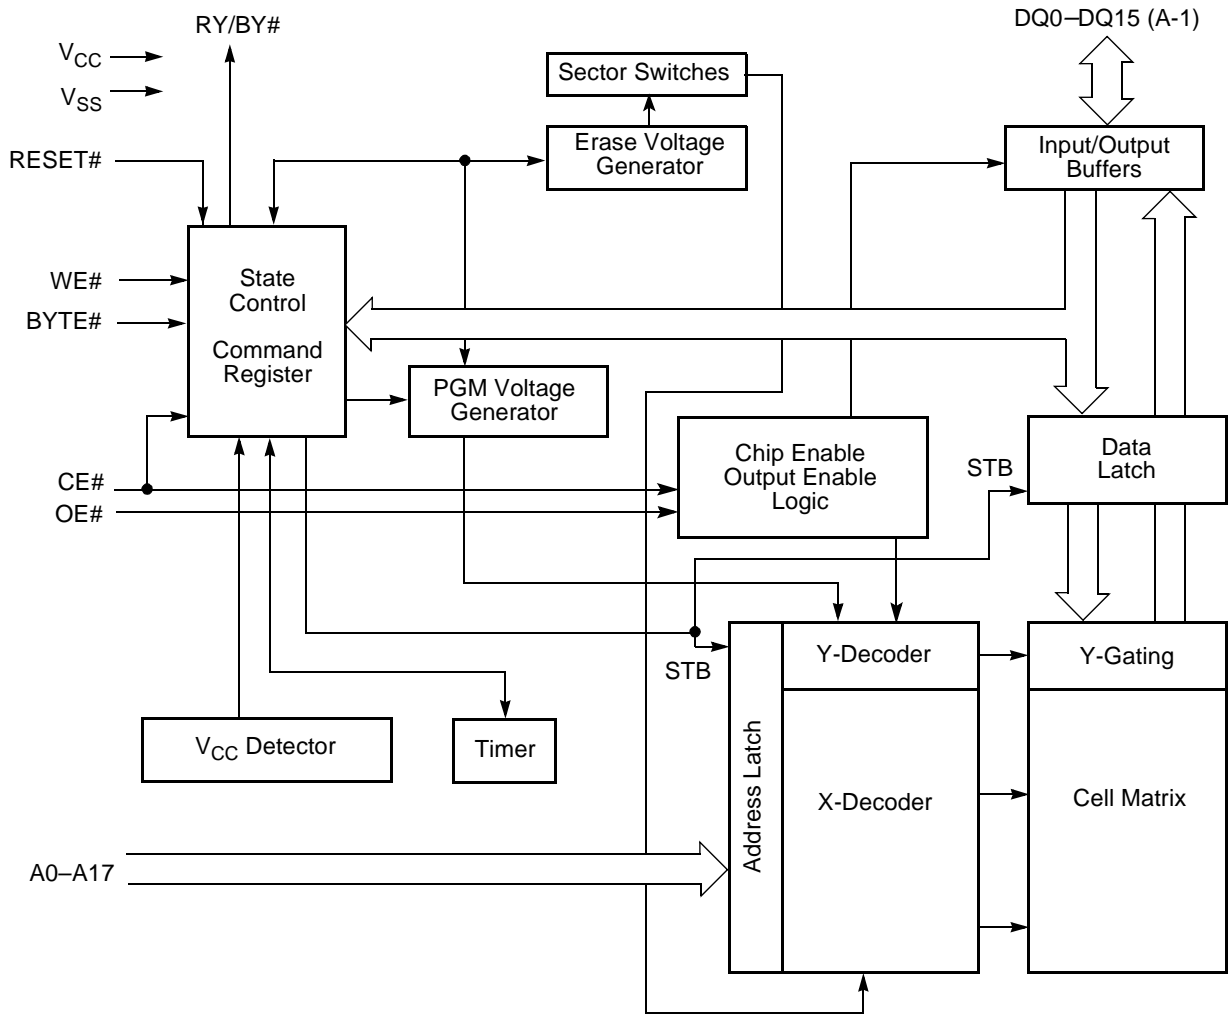 RY/BY#
DQ0–DQ15 (A-1)
VCC
VSS
Sector Switches
Erase Voltage
Generator
Input/Output
Buffers
RESET#
WE#
BYTE#
State
Control
Command
Register
PGM Voltage
Generator
Chip Enable
Output Enable
Logic
STB
Data
Latch
CE#
OE#
STB
Y-Decoder
Y-Gating
VCC Detector
Timer
Address Latch
X-Decoder
Cell Matrix
A0–A17